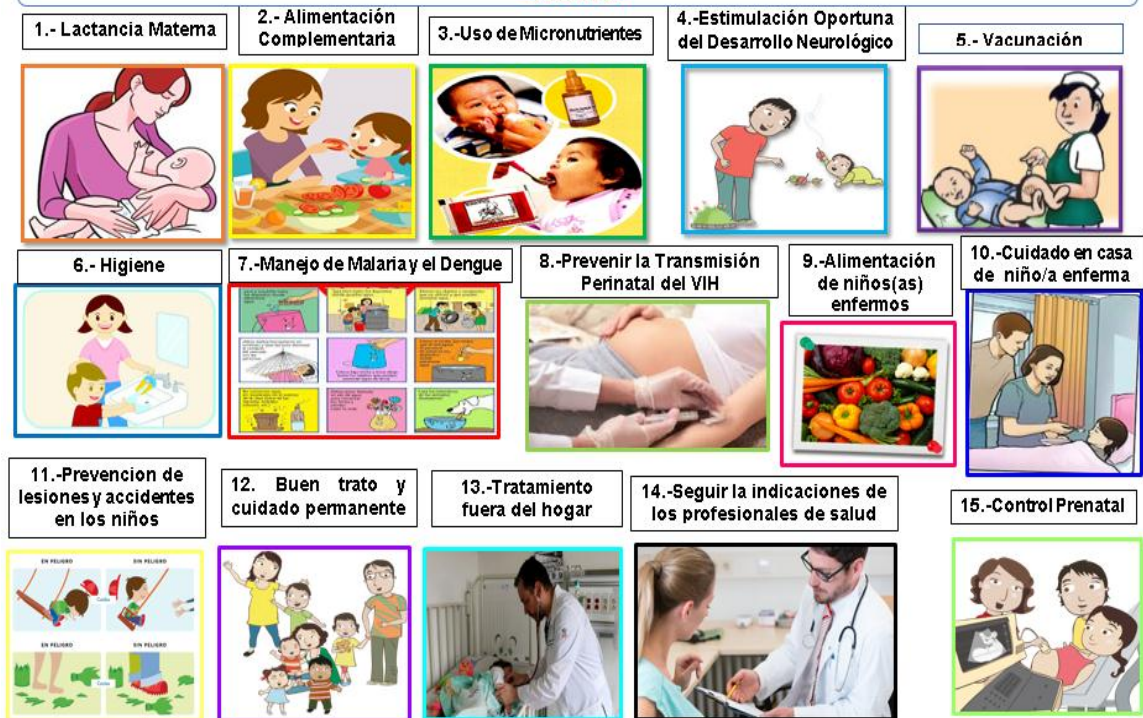 1.- Lactancia Materna
2.- Alimentación
Complementaria
3.-Uso de Micronutrientes
4.-Estimulación Oportuna
del Desarrollo Neurológico
5.- Vacunación
6.- Higiene
7.-Manejo de Malaria y el Dengue
8.-Prevenir la Transmisión
Perinatal del VIH
9.-Alimentación
de niños(as)
enfermos
10.-Cuidado en casa
de niño/a enferma
11.-Prevencion de
lesiones y accidentes
en los niños
12. Buen trato y
cuidado permanente
13.-Tratamiento
fuera del hogar
14.-Seguir la indicaciones de
los profesionales de salud
15.-Control Prenatal
EN PELIGRO
SIN PELIGRO
EN PELIGRO
SIN PELIGRO